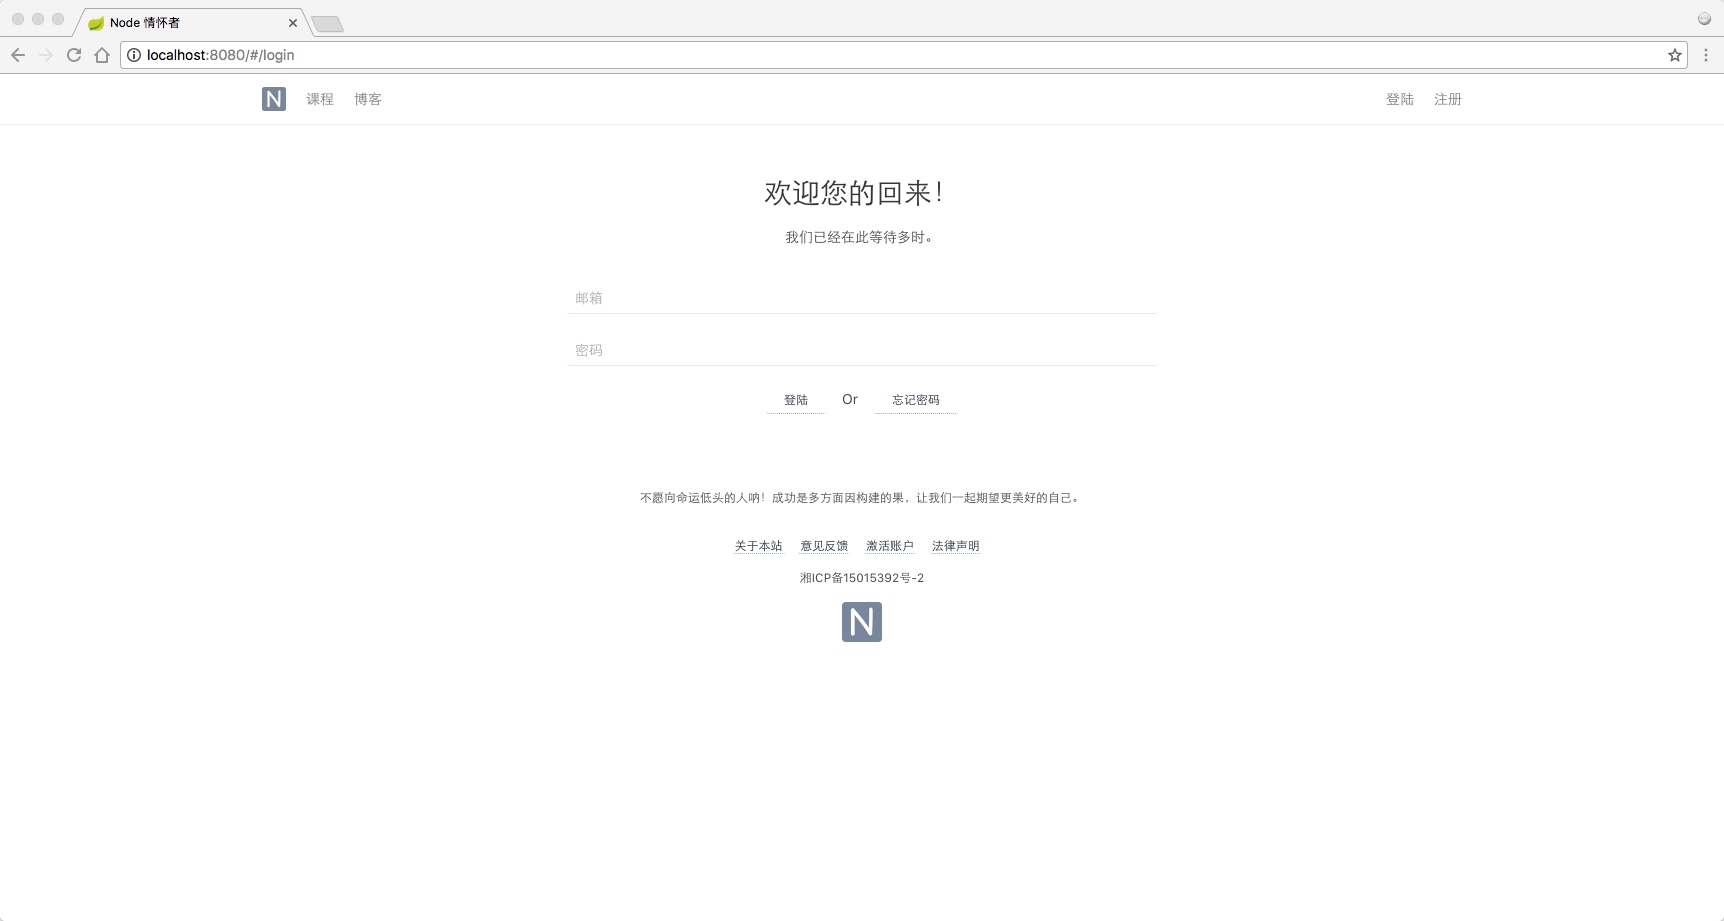 Node 情怀者
localhost:8080/#/login
N 课程 博客 登陆 注册
欢迎您的回来！
我们已经在此等待多时。
邮箱
密码
登陆 Or 忘记密码
不愿向命运低头的人呐！成功是多方面因构建的果，让我们一起期望更美好的自己。
关于本站 意见反馈 激活账户 法律声明
湘ICP备15015392号-2
N